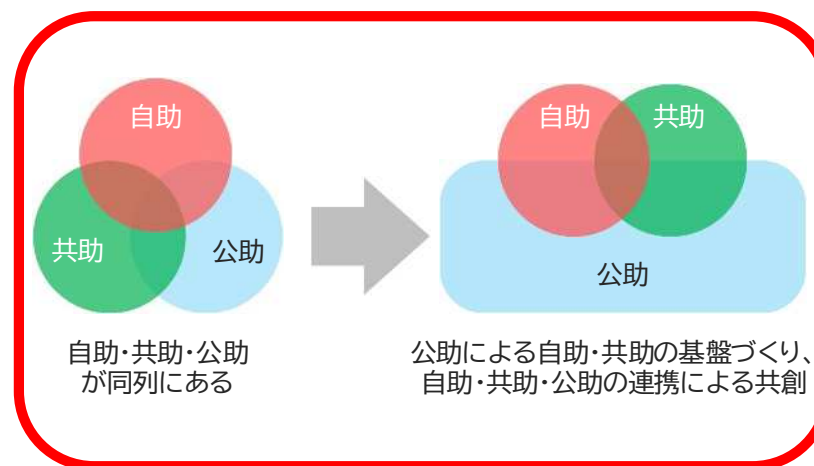 自助
共助
公助
自助･共助･公助
が同列にある
自助
共助
公助
公助による自助･共助の基盤づくり、
自助･共助･公助の連携による共創